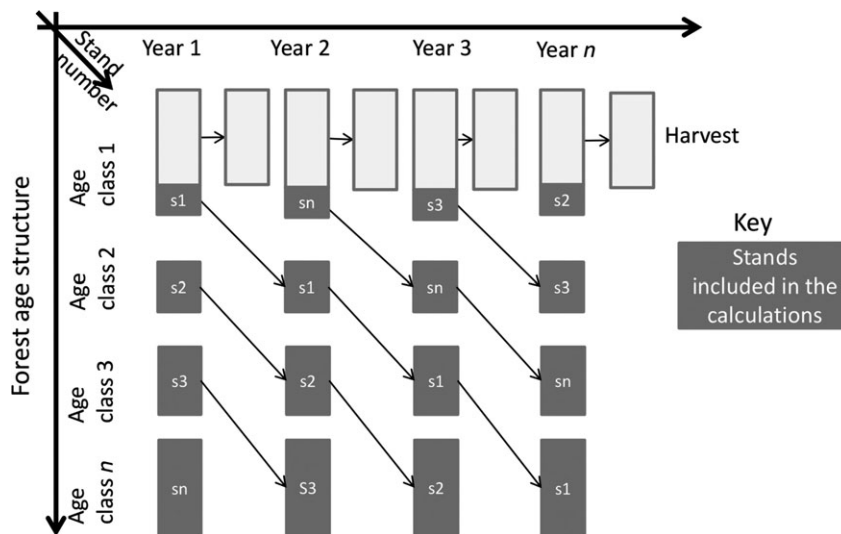 Stand
number
Year 1
Year 2
Year 3
Year n
Harvest
Forest age structure
Age
class 1
s1
sn
s3
s2
Age
class 2
s2
s1
sn
s3
Age
class 3
s3
s2
s1
sn
Age
class n
sn
S3
s2
s1
Key
Stands
included in the
calculations